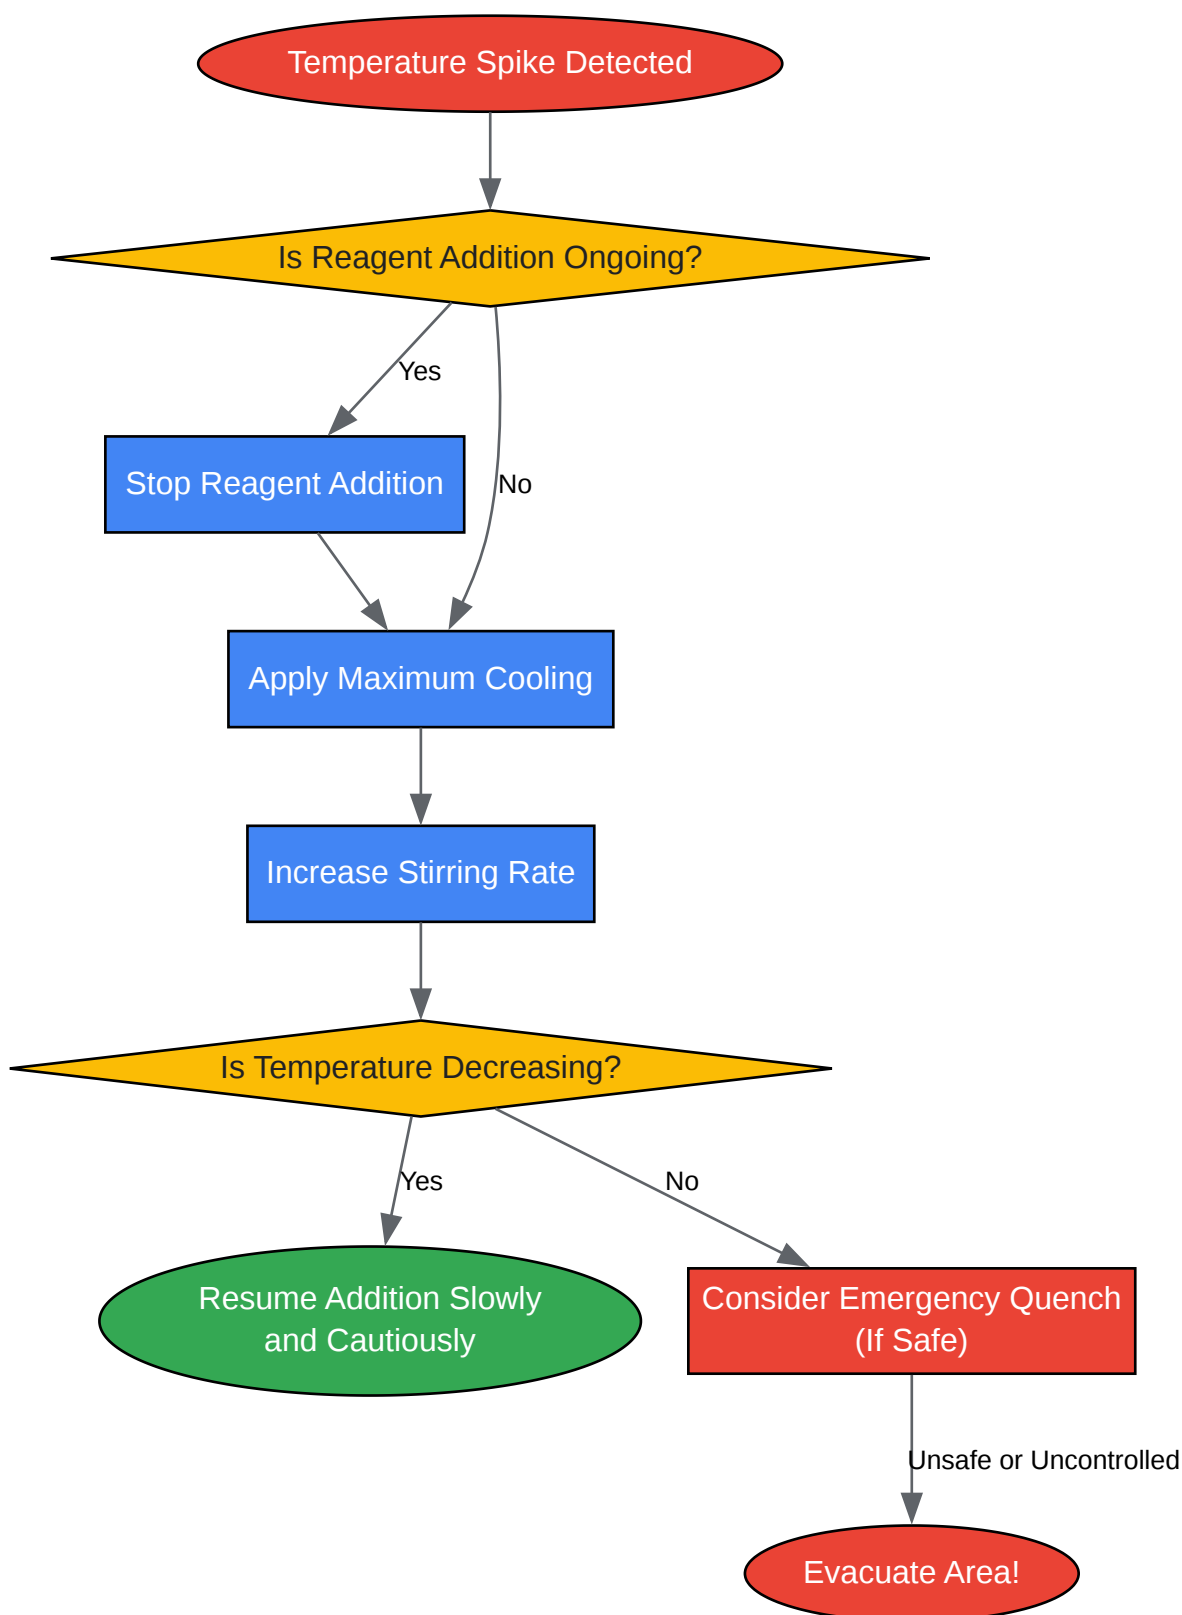 Temperature Spike Detected
Is Reagent Addition Ongoing?
Yes
Stop Reagent Addition
No
Apply Maximum Cooling
Increase Stirring Rate
Is Temperature Decreasing?
Yes
No
Resume Addition Slowly
and Cautiously
Consider Emergency Quench
(If Safe)
Unsafe or Uncontrolled
Evacuate Area!